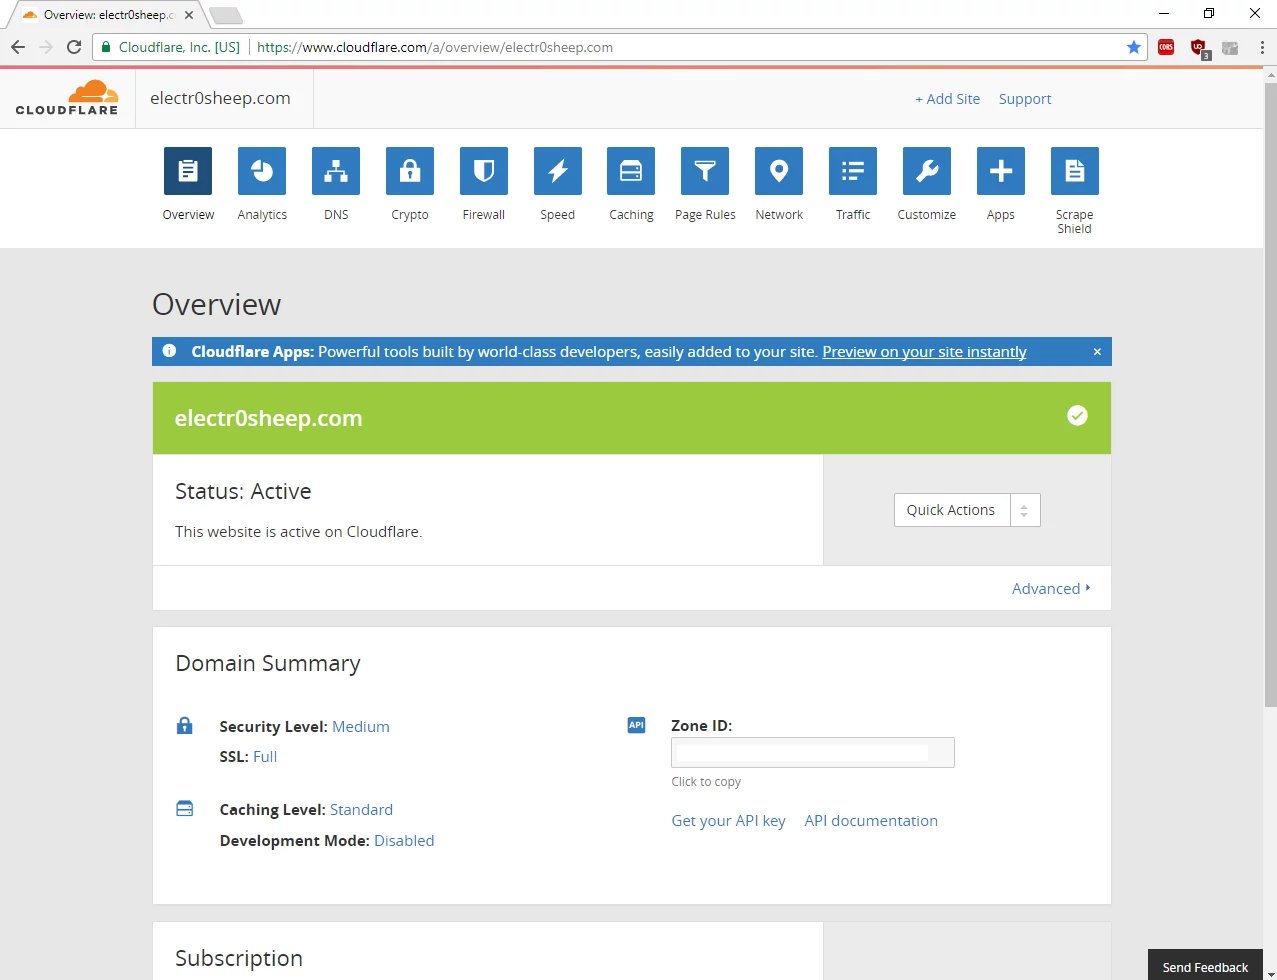 Overview: electr0sheep.c
Cloudflare, Inc. [US] https://www.cloudflare.com/a/overview/electr0sheep.com
CORS
3
CLOUDFLARE
electr0sheep.com
+ Add Site Support
Overview Analytics DNS Crypto Firewall Speed Caching Page Rules Network Traffic Customize Apps Scrape
Shield
Overview
Cloudflare Apps: Powerful tools built by world-class developers, easily added to your site. Preview on your site instantly ×
electr0sheep.com
Status: Active
This website is active on Cloudflare.
Quick Actions
Advanced
Domain Summary
Security Level: Medium
SSL: Full
Caching Level: Standard
Development Mode: Disabled
API Zone ID:
Click to copy
Get your API key API documentation
Subscription
Send Feedback